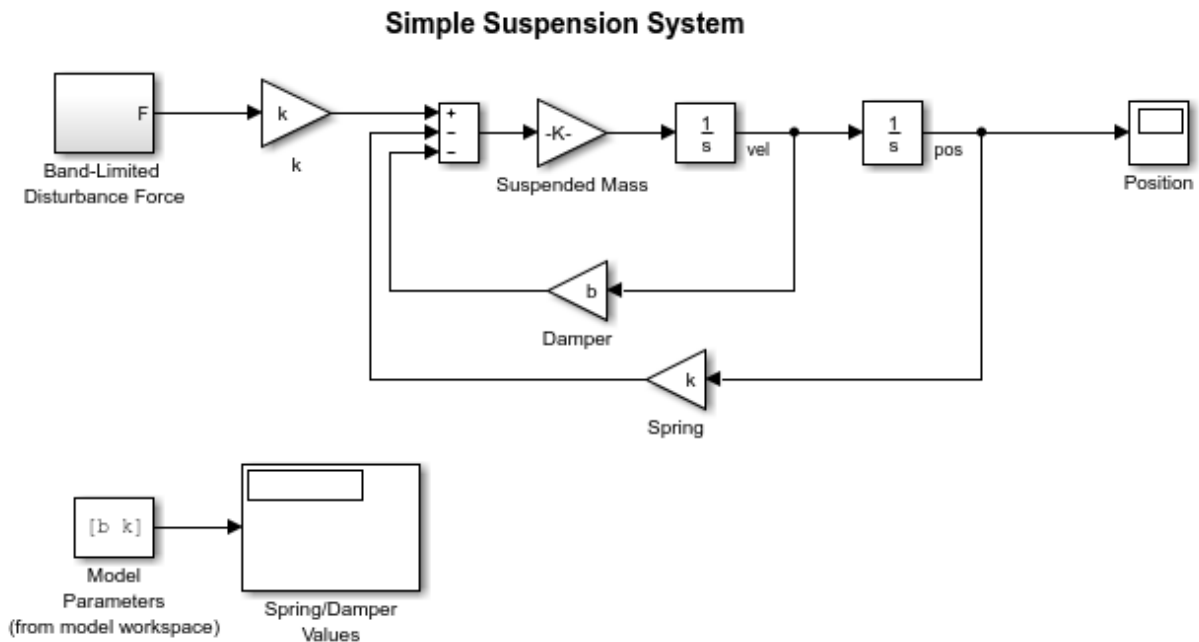 Simple Suspension System
F
Band-Limited
Disturbance Force
k
k
+
−
−
-K-
Suspended Mass
1
s
vel
1
s
pos
Position
b
Damper
k
Spring
[b k]
Model
Parameters
(from model workspace)
Spring/Damper
Values